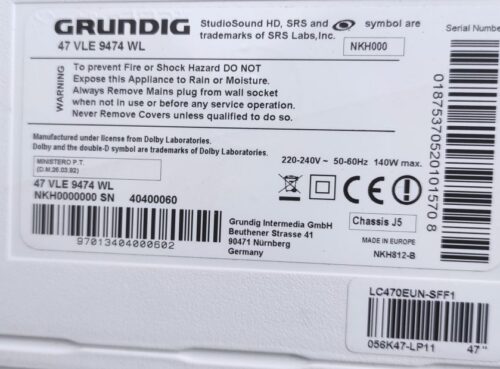 GRUNDIG
47 VLE 9474 WL
StudioSound HD, SRS and symbol are
trademarks of SRS Labs,Inc.
NKH000
Serial Number
WARNING
To prevent Fire or Shock Hazard DO NOT
Expose this Appliance to Rain or Moisture.
Always Remove Mains plug from wall socket
when not in use or before any service operation.
Never Remove Covers unless qualified to do so.
Manufactured under license from Dolby Laboratories.
Dolby and the double-D symbol are trademarks of Dolby Laboratories.
MINISTERO P.T.
(D.M.26.03.92)
220-240V~ 50-60Hz 140W max.
47 VLE 9474 WL
NKH0000000 SN 40400060
97013404000602
Grundig Intermedia GmbH
Beuthener Strasse 41
90471 Nürnberg
Germany
CE
Chassis J5
MADE IN EUROPE
NKH812-B
01875370520101570 8
LC470EUN-SFF1
056K47-LP11 47"